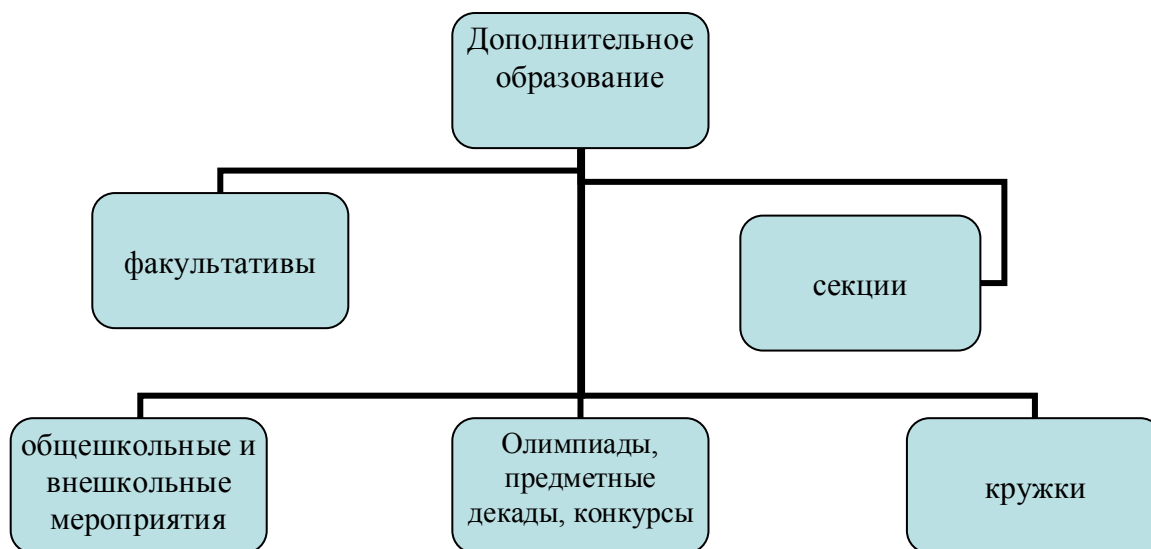 Дополнительное
образование
факультативы
секции
общешкольные и
внешкольные
мероприятия
Олимпиады,
предметные
декады, конкурсы
кружки